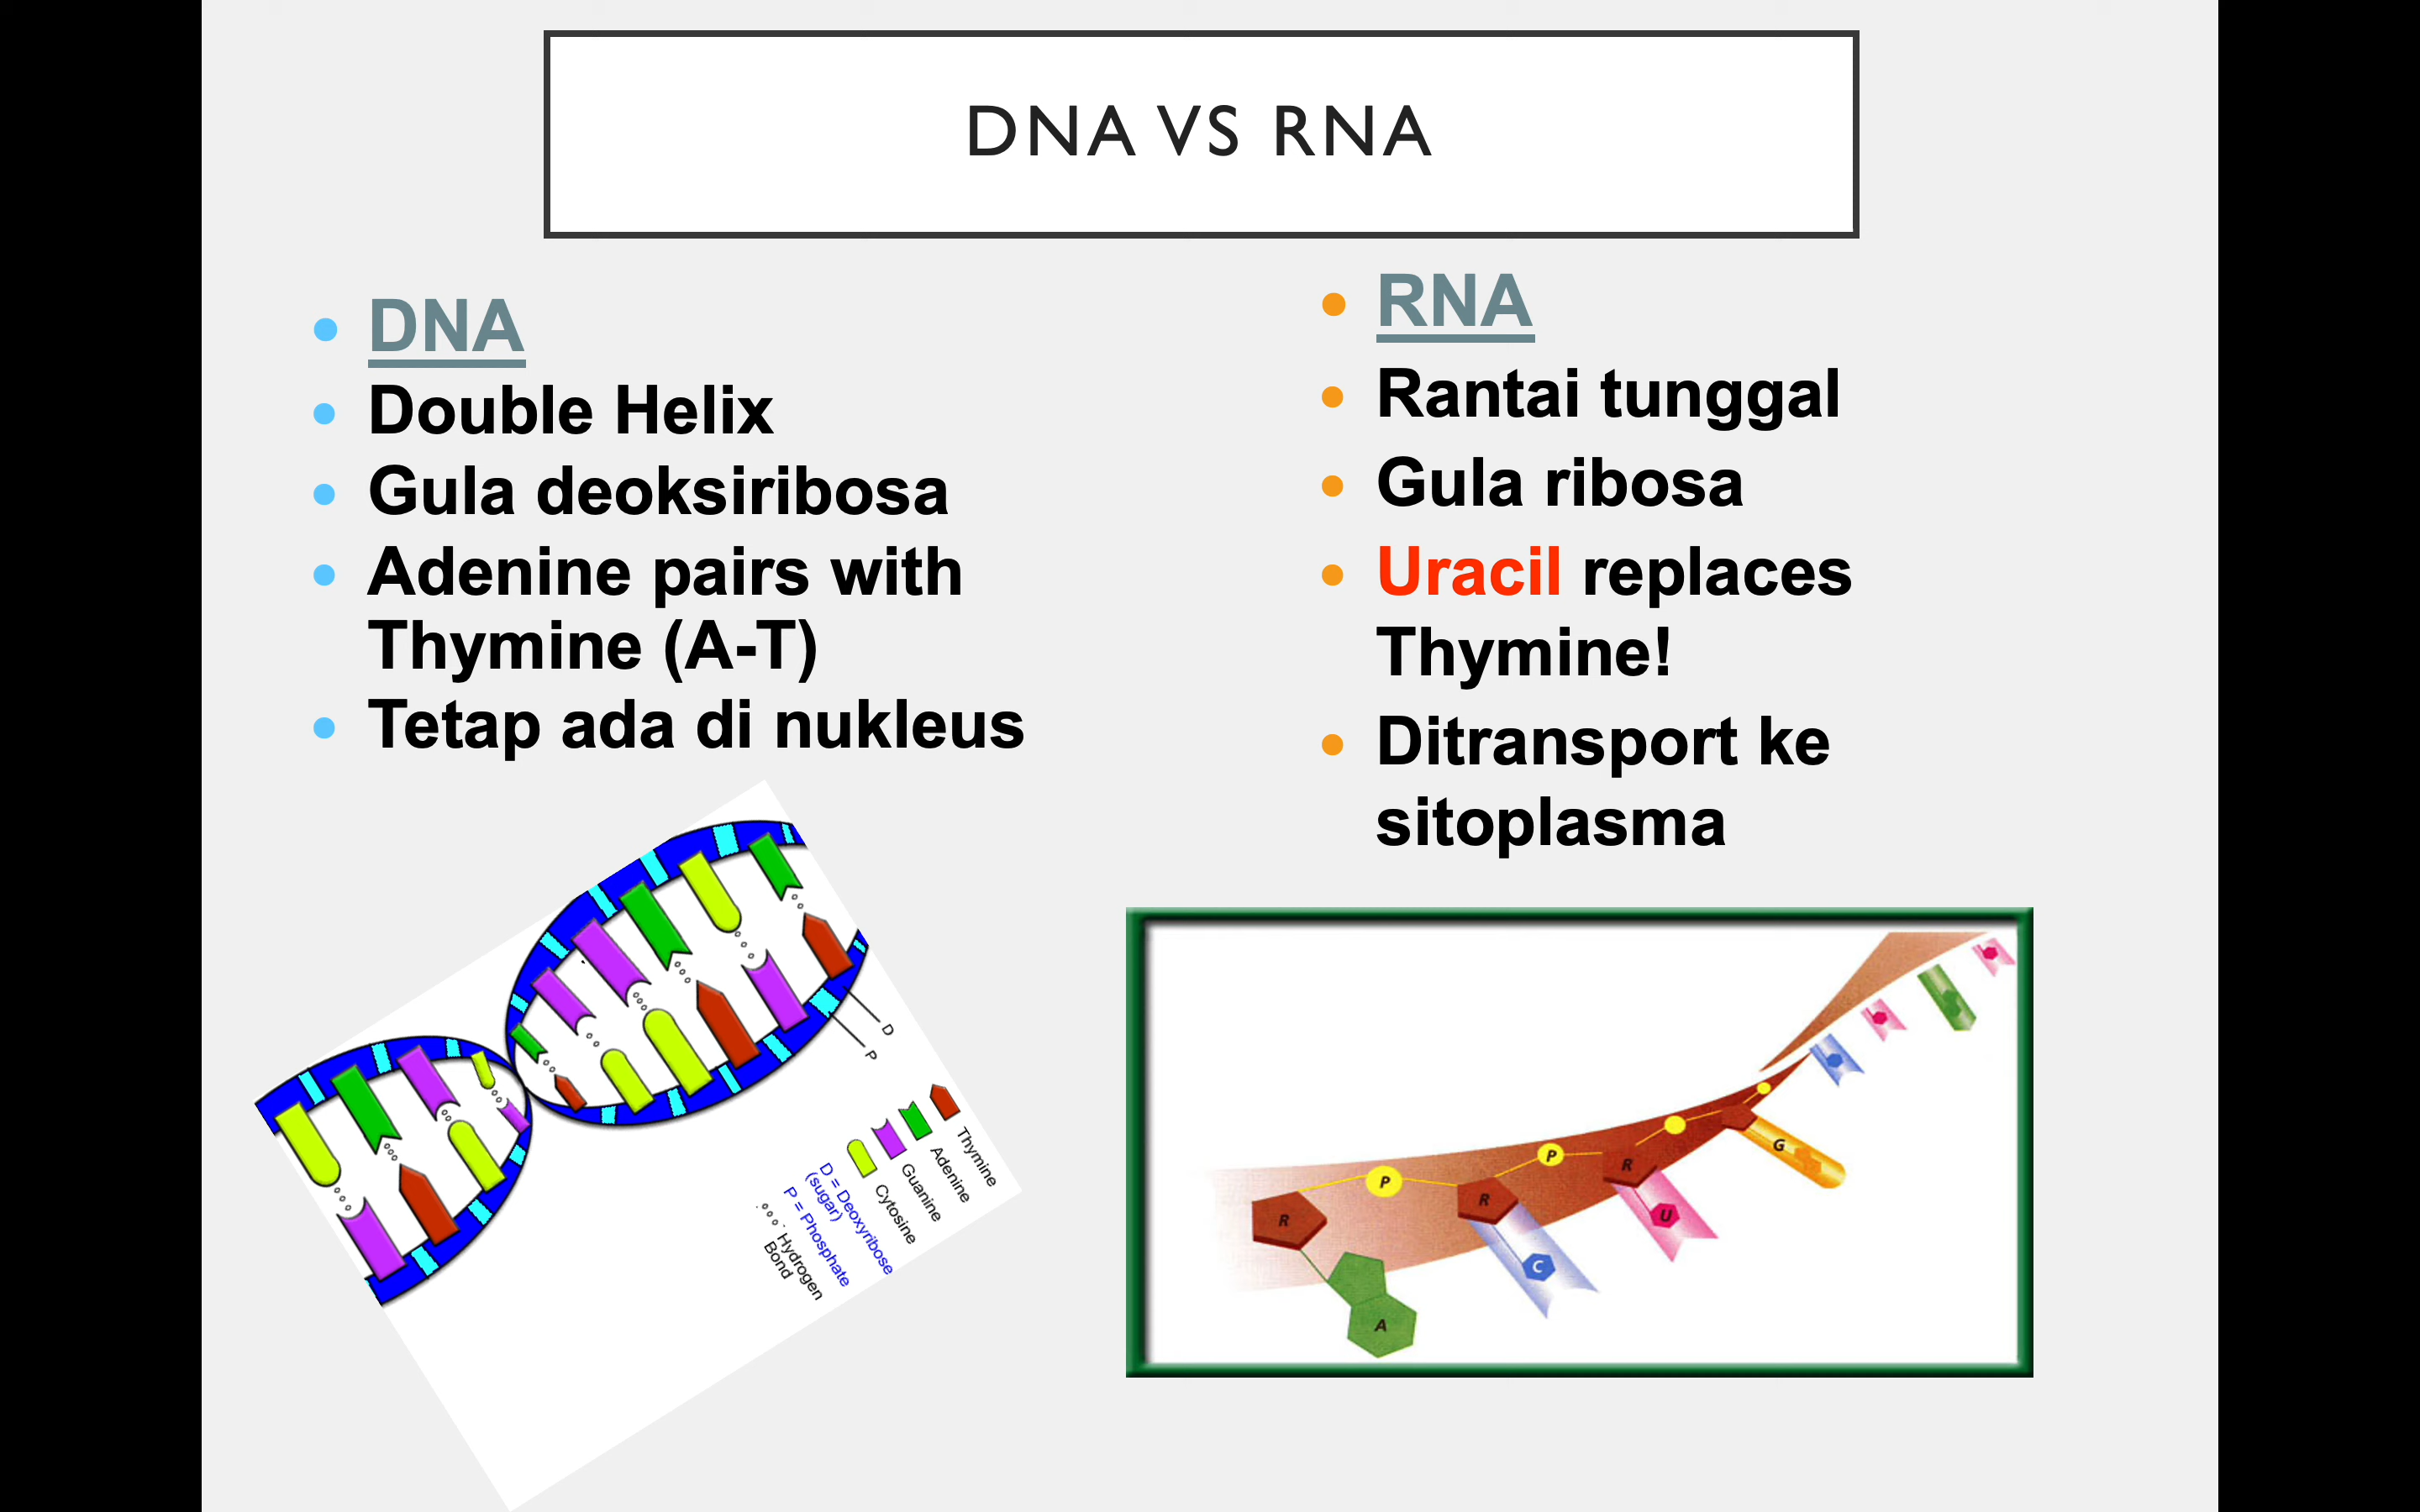 DNA VS RNA
DNA
Double Helix
Gula deoksiribosa
Adenine pairs with
Thymine (A-T)
Tetap ada di nukleus
RNA
Rantai tunggal
Gula ribosa
Uracil replaces
Thymine!
Ditransport ke
sitoplasma
D
P
Thymine
Adenine
Guanine
Cytosine
D = Deoxyribose
(sugar)
P = Phosphate
Hydrogen
Bond
R
P
R
P
R
G
U
C
A